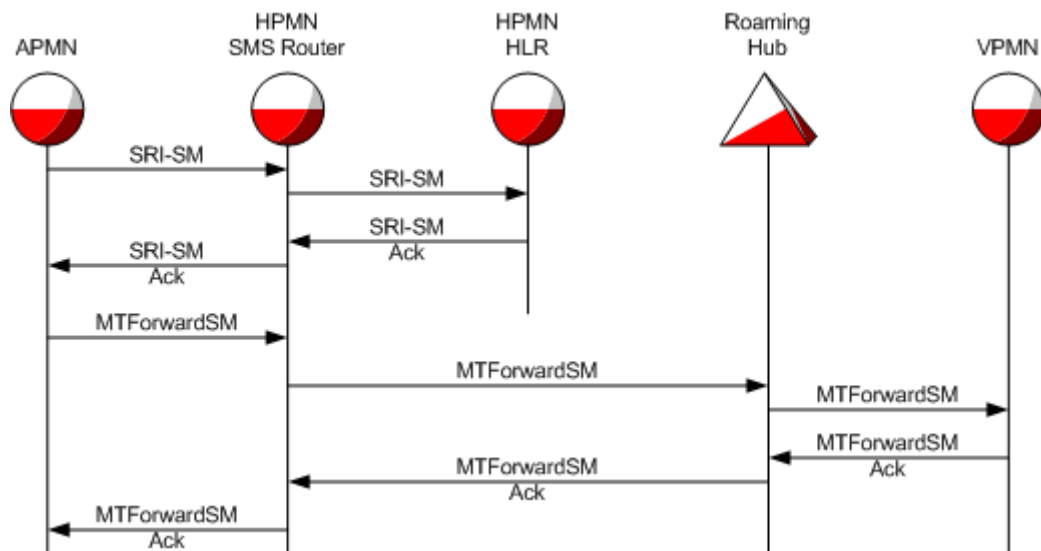 APMN
HPMN
SMS Router
HPMN
HLR
Roaming
Hub
VPMN
SRI-SM
SRI-SM
SRI-SM
Ack
SRI-SM
Ack
MTForwardSM
MTForwardSM
MTForwardSM
MTForwardSM
Ack
MTForwardSM
Ack
MTForwardSM
Ack